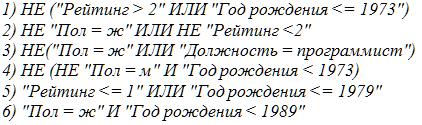 1) НЕ ("Рейтинг > 2" ИЛИ "Год рождения <= 1973")
2) НЕ "Пол = ж" ИЛИ НЕ "Рейтинг <2"
3) НЕ("Пол = ж" ИЛИ "Должность = программист")
4) НЕ (НЕ "Пол = м" И "Год рождения < 1973)
5) "Рейтинг <= 1" ИЛИ "Год рождения <= 1979"
6) "Пол = ж" И "Год рождения < 1989"